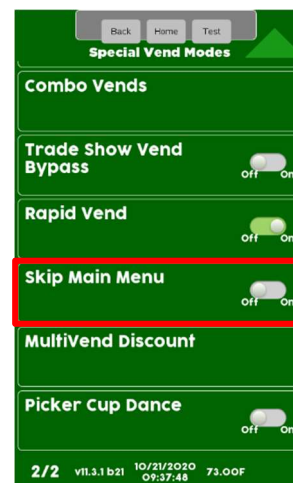 Back Home Test
Special Vend Modes
Combo Vends
Trade Show Vend
Bypass
Off On
Rapid Vend
Off On
Skip Main Menu
Off On
MultiVend Discount
Picker Cup Dance
Off On
2/2 v11.3.1 b21 10/21/2020 73.00F
09:37:48